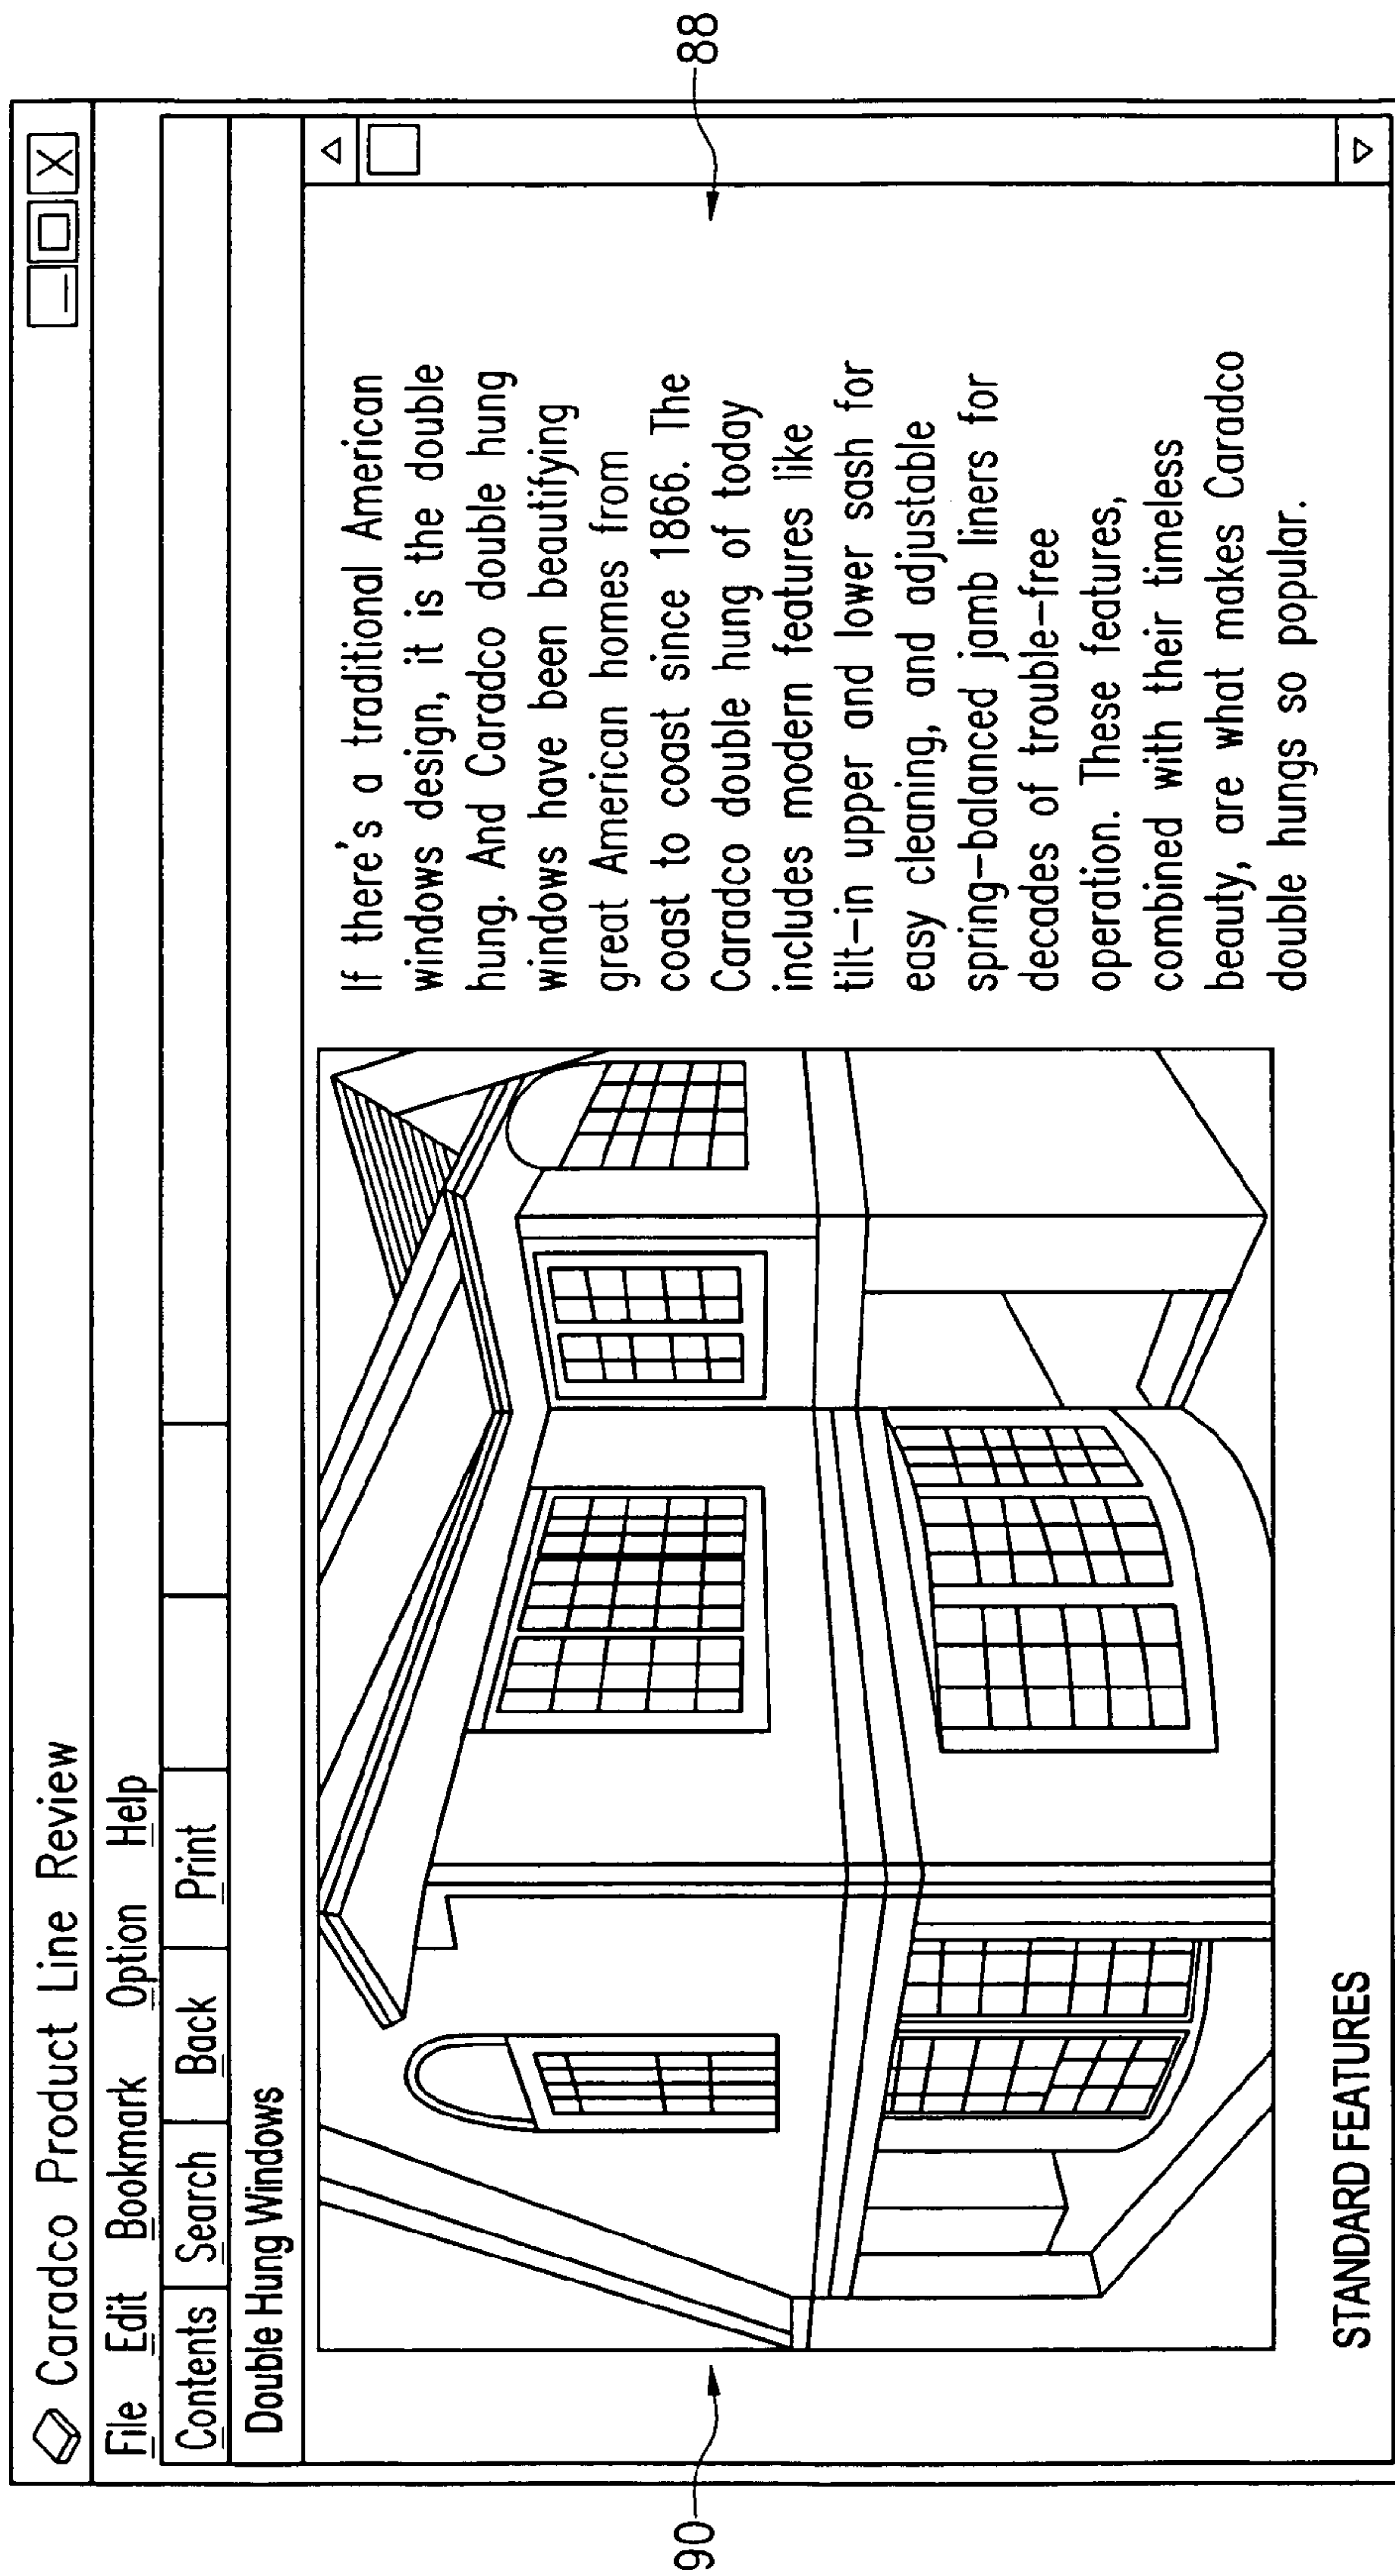 Caradco Product Line Review
File Edit Bookmark Option Help
Contents Search Back Print
Double Hung Windows
If there's a traditional American
windows design, it is the double
hung. And Caradco double hung
windows have been beautifying
great American homes from
coast to coast since 1866. The
Caradco double hung of today
includes modern features like
tilt-in upper and lower sash for
easy cleaning, and adjustable
spring-balanced jamb liners for
decades of trouble-free
operation. These features,
combined with their timeless
beauty, are what makes Caradco
double hungs so popular.
STANDARD FEATURES
90
88